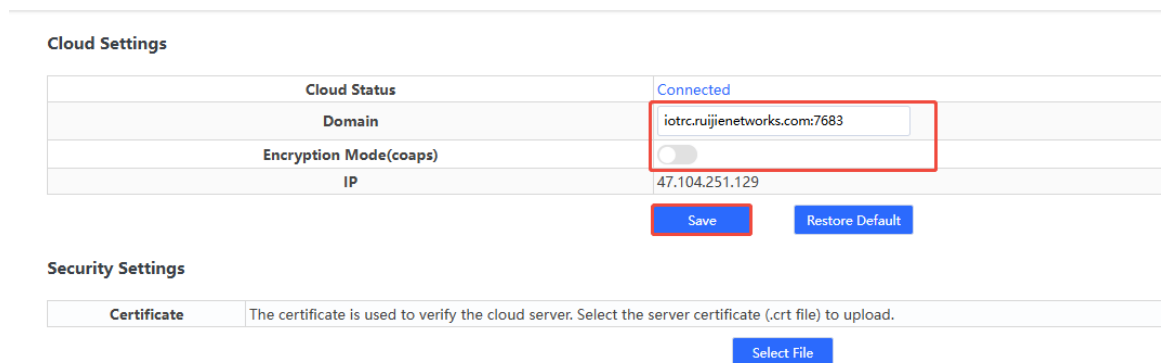 Cloud Settings
Cloud Status Connected
Domain iotrc.ruijienetworks.com:7683
Encryption Mode(coaps)
IP 47.104.251.129
Save Restore Default
Security Settings
Certificate The certificate is used to verify the cloud server. Select the server certificate (.crt file) to upload.
Select File